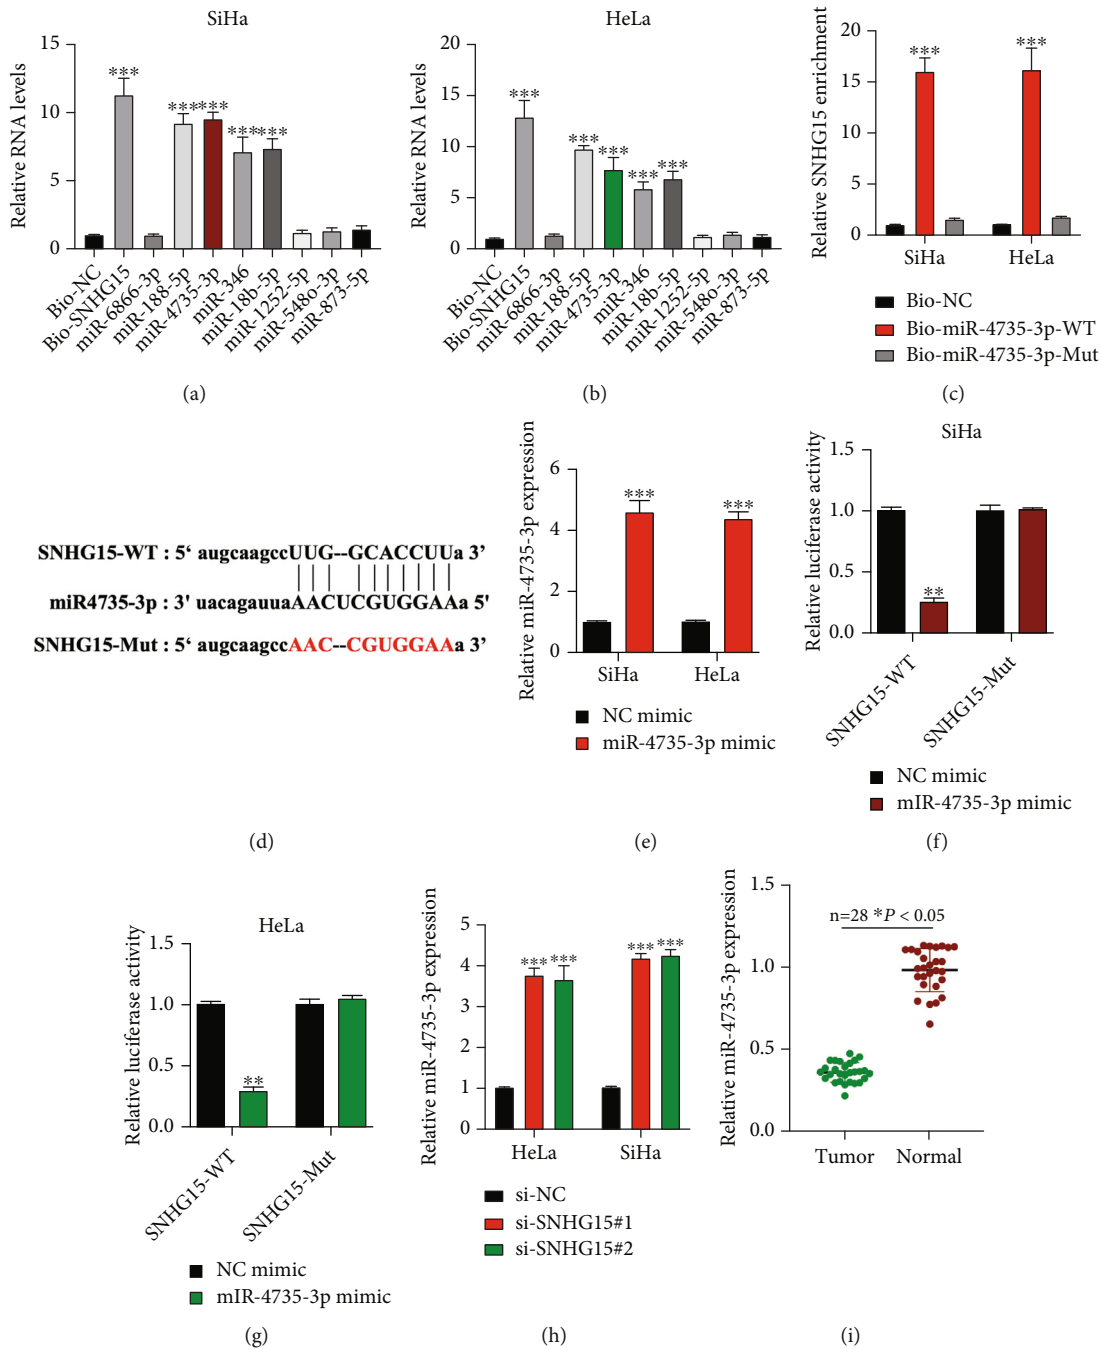 SiHa
Relative RNA levels
15
10
5
0
***
***
***
***
***
Bio-NC
Bio-SNHG15
miR-6866-3p
miR-188-5p
miR-4735-3p
miR-346
miR-18b-5p
miR-1252-5p
miR-548o-3p
miR-873-5p
(a)
HeLa
Relative RNA levels
20
15
10
5
0
***
***
***
***
***
Bio-NC
Bio-SNHG15
miR-6866-3p
miR-188-5p
miR-4735-3p
miR-346
miR-18b-5p
miR-1252-5p
miR-548o-3p
miR-873-5p
(b)
Relative SNHG15 enrichment
20
15
10
5
0
***
***
SiHa HeLa
Bio-NC
Bio-miR-4735-3p-WT
Bio-miR-4735-3p-Mut
(c)
SNHG15-WT : 5‘ augcaagccUUG--GCACCUUa 3’
miR4735-3p : 3' uacagauuaAACUCGUGGAAa 5'
SNHG15-Mut : 5‘ augcaagccAAC--CGUGGAAa 3’
(d)
Relative miR-4735-3p expression
6
4
2
0
***
***
SiHa HeLa
NC mimic
miR-4735-3p mimic
(e)
SiHa
Relative luciferase activity
1.5
1.0
0.5
0.0
**
SNHG15-WT
SNHG15-Mut
NC mimic
mIR-4735-3p mimic
(f)
HeLa
Relative luciferase activity
1.5
1.0
0.5
0.0
**
SNHG15-WT
SNHG15-Mut
NC mimic
mIR-4735-3p mimic
(g)
Relative miR-4735-3p expression
5
4
3
2
1
0
***
***
***
***
HeLa SiHa
si-NC
si-SNHG15#1
si-SNHG15#2
(h)
Relative miR-4735-3p expression
1.5
1.0
0.5
0.0
n=28 *P < 0.05
Tumor Normal
(i)